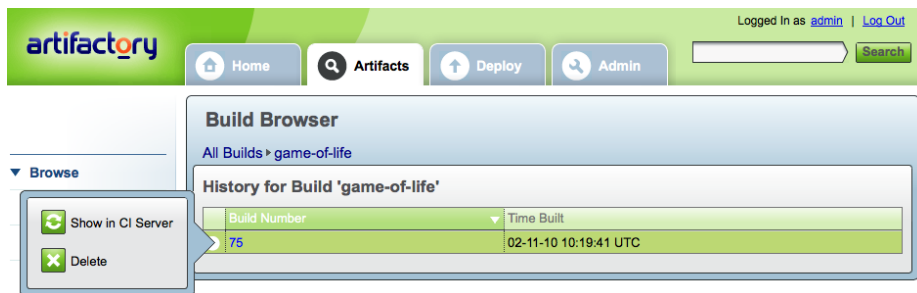 Logged In as admin | Log Out
artifactory
Home
Artifacts
Deploy
Admin
Search
Build Browser
All Builds game-of-life
Browse
History for Build 'game-of-life'
Build Number
Time Built
75
02-11-10 10:19:41 UTC
Show in CI Server
Delete